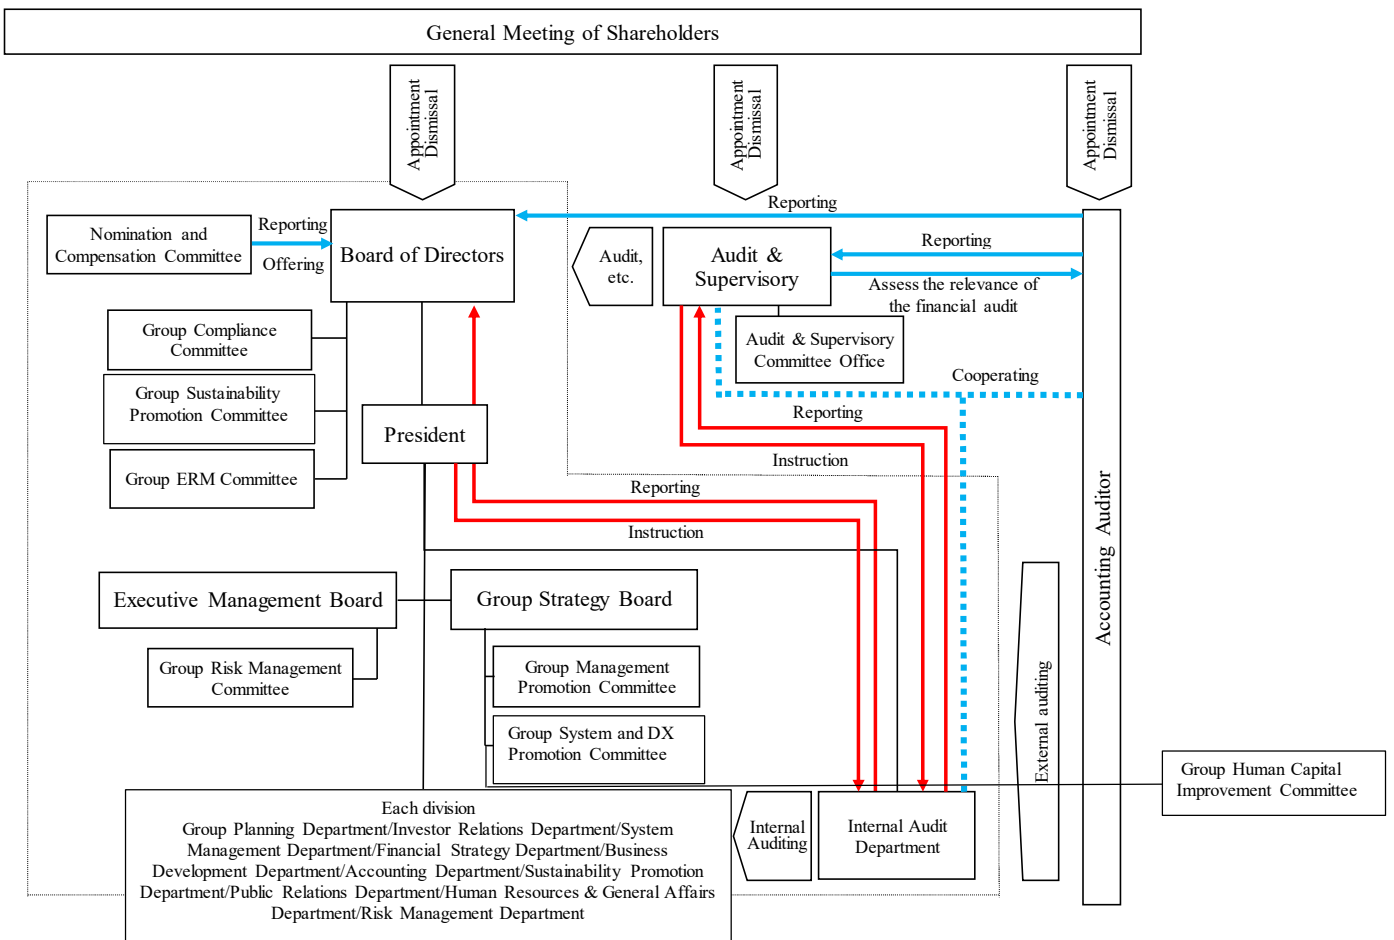 General Meeting of Shareholders
Appointment
Dismissal
Appointment
Dismissal
Appointment
Dismissal
Reporting
Nomination and
Compensation Committee
Reporting
Offering
Board of Directors
Audit,
etc.
Audit &
Supervisory
Reporting
Assess the relevance of
the financial audit
Group Compliance
Committee
Audit & Supervisory
Committee Office
Group Sustainability
Promotion Committee
Cooperating
President
Reporting
Instruction
Group ERM Committee
Reporting
Instruction
Accounting Auditor
Executive Management Board
Group Strategy Board
Group Risk Management
Committee
Group Management
Promotion Committee
External auditing
Group System and DX
Promotion Committee
Group Human Capital
Improvement Committee
Each division
Group Planning Department/Investor Relations Department/System
Management Department/Financial Strategy Department/Business
Development Department/Accounting Department/Sustainability Promotion
Department/Public Relations Department/Human Resources & General Affairs
Department/Risk Management Department
Internal
Auditing
Internal Audit
Department